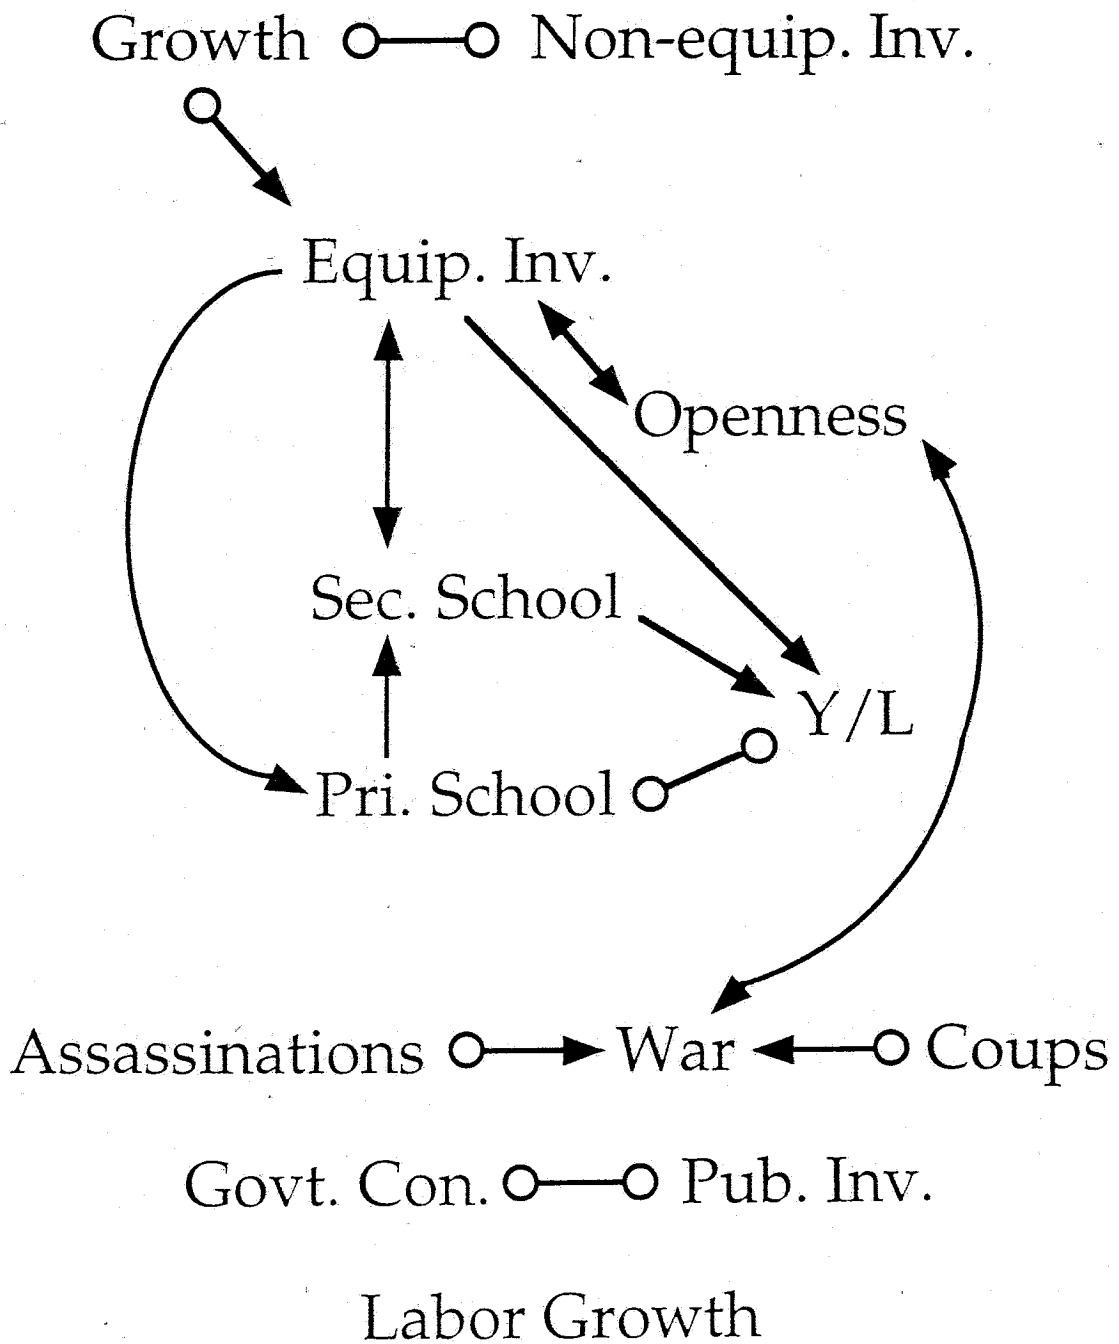 Growth Non-equip. Inv.
Equip. Inv.
Openness
Sec. School
Y/L
Pri. School
Assassinations War Coups
Govt. Con. Pub. Inv.
Labor Growth